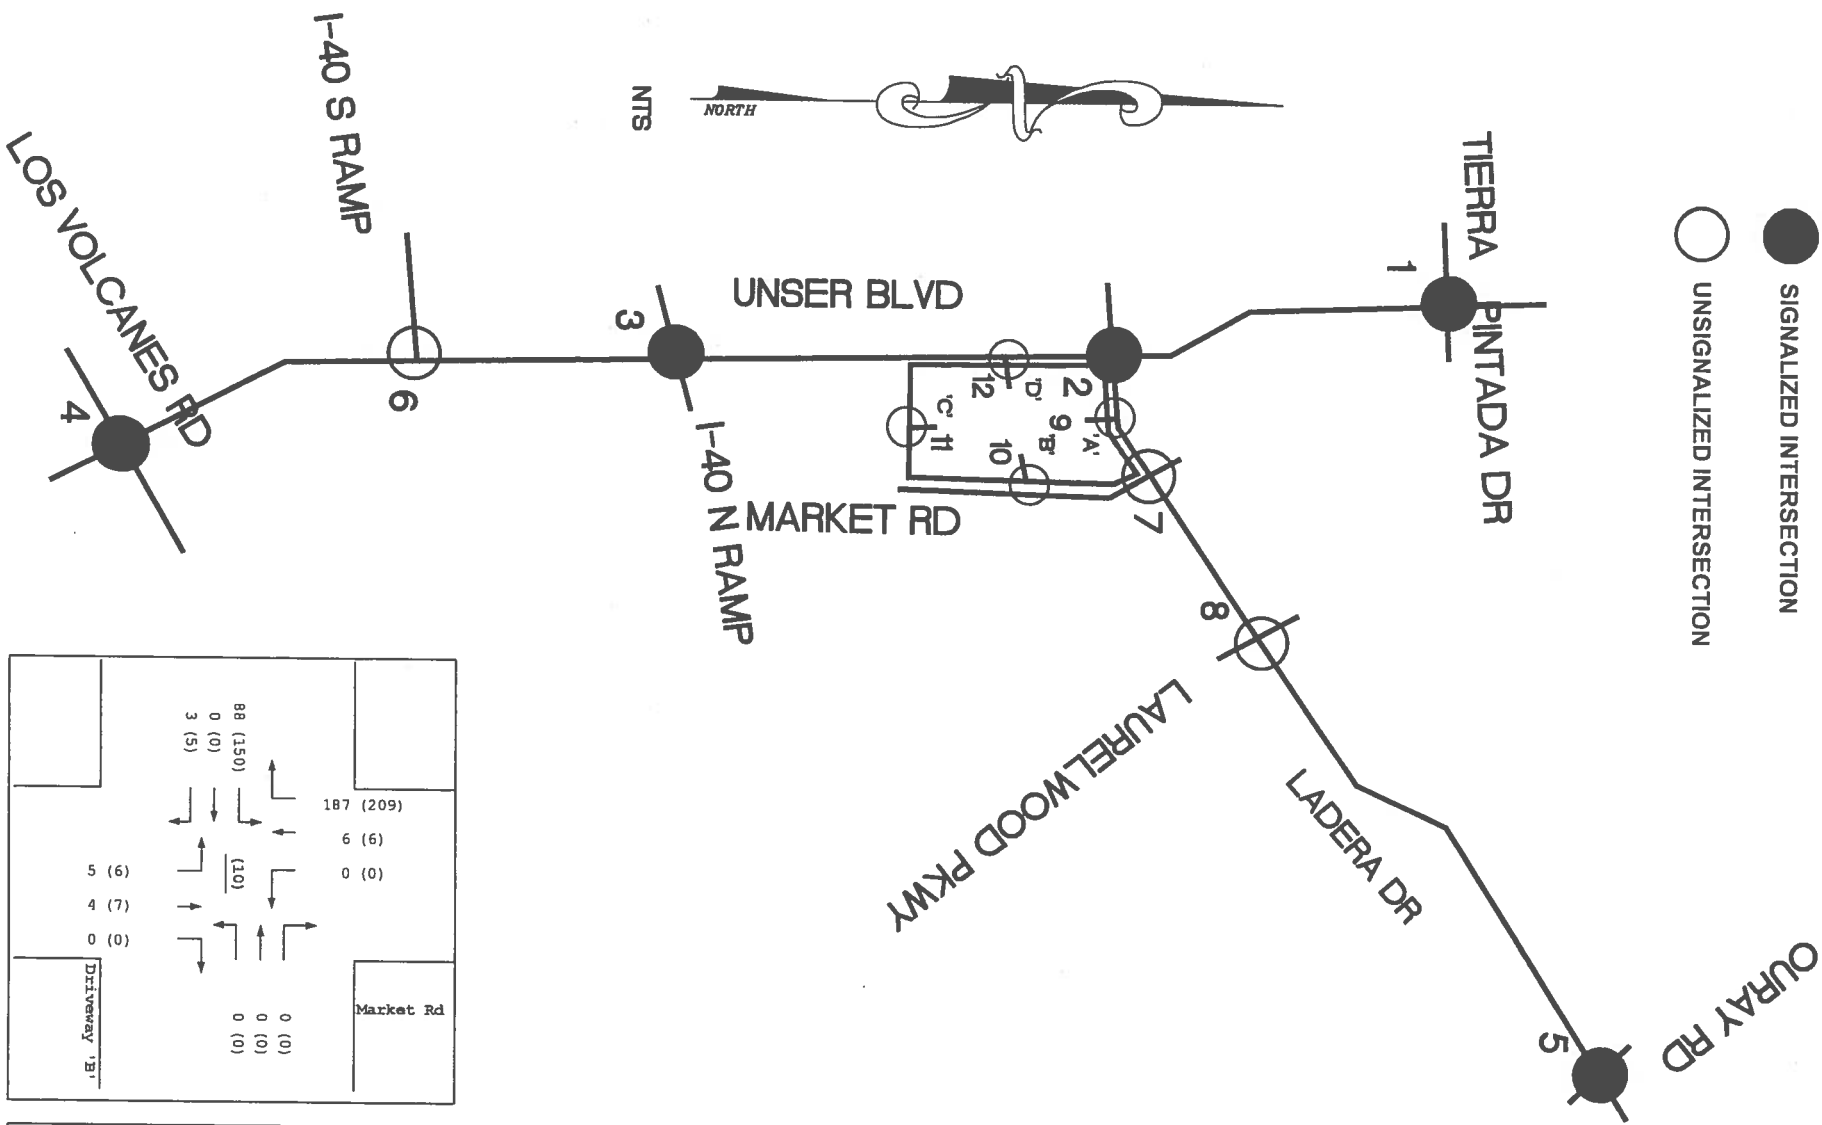 SIGNALIZED INTERSECTION
UNSIGNALIZED INTERSECTION
NORTH
NTS
TIERRA PINTADA DR
UNSER BLVD
I-40 S RAMP
LOS VOLCANES RD
I-40 N RAMP
MARKET RD
LAURELWOOD PKWY
LADERA DR
OURAY RD
1
2
3
4
5
6
7
8
9
'A'
10
'B'
11
'C'
12
'D'
88 (150)
0 (0)
3 (5)
187 (209)
6 (6)
0 (0)
(10)
5 (6)
4 (7)
0 (0)
0 (0)
0 (0)
0 (0)
Market Rd
Driveway 'B'